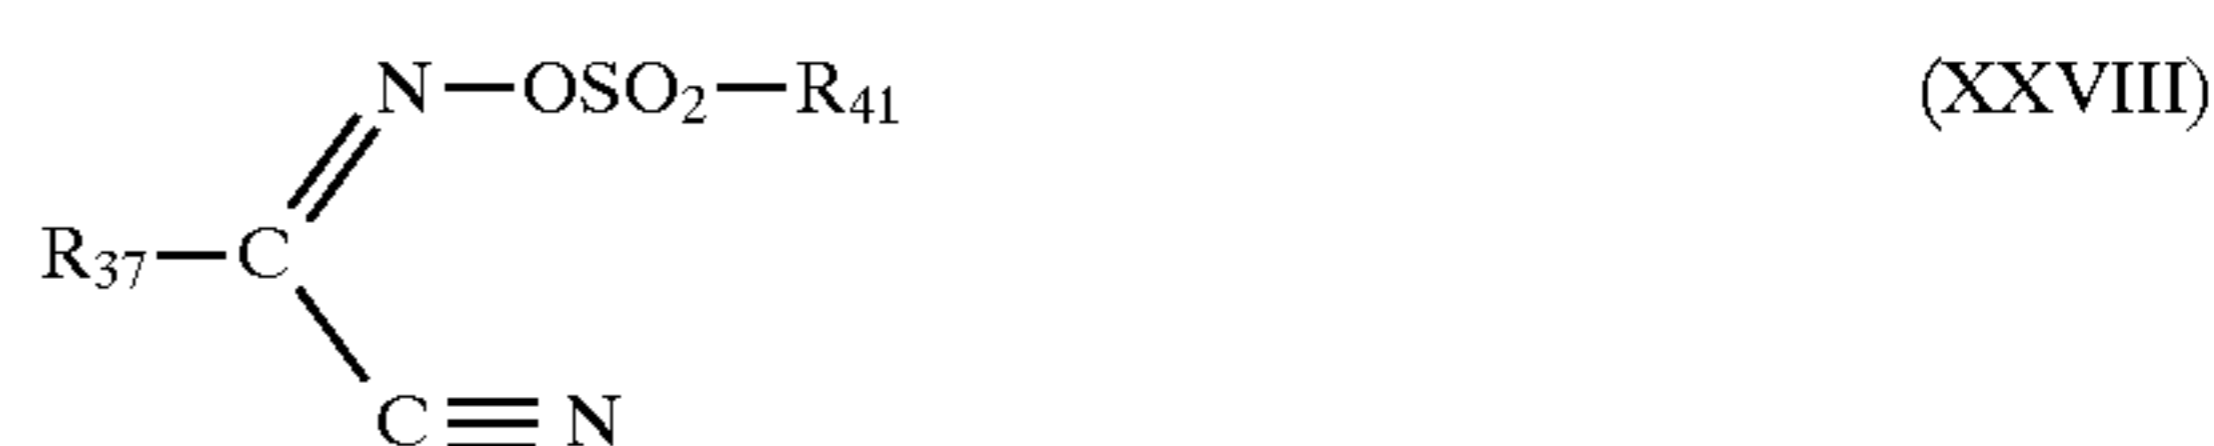 N—OSO2—R41 (XXVIII)
R37—C
C≡N